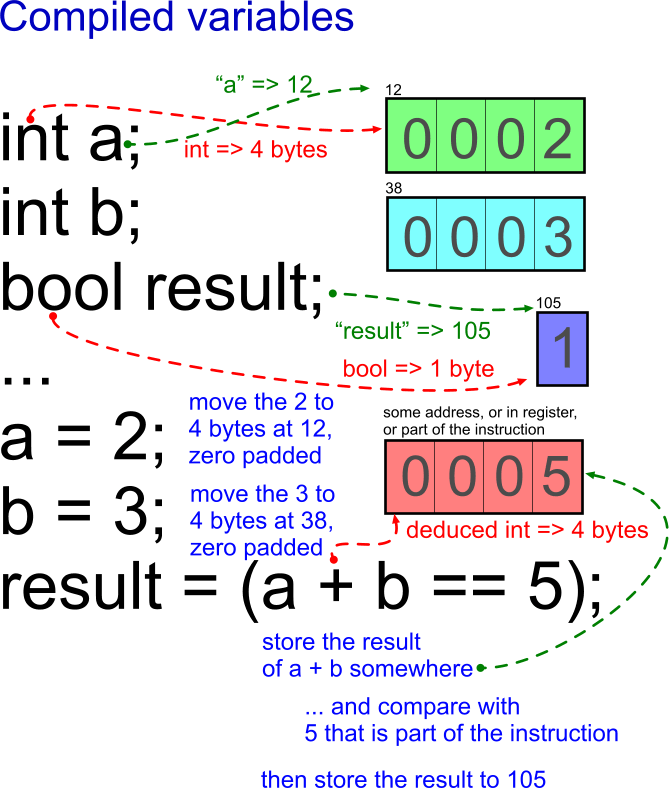 Compiled variables
"a" => 12
12
int a;
int => 4 bytes
0 0 0 2
38
int b;
0 0 0 3
bool result;
105
"result" => 105
1
bool => 1 byte
...
move the 2 to
4 bytes at 12,
zero padded
a = 2;
some address, or in register,
or part of the instruction
0 0 0 5
move the 3 to
4 bytes at 38,
zero padded
b = 3;
deduced int => 4 bytes
result = (a + b == 5);
store the result
of a + b somewhere
... and compare with
5 that is part of the instruction
then store the result to 105